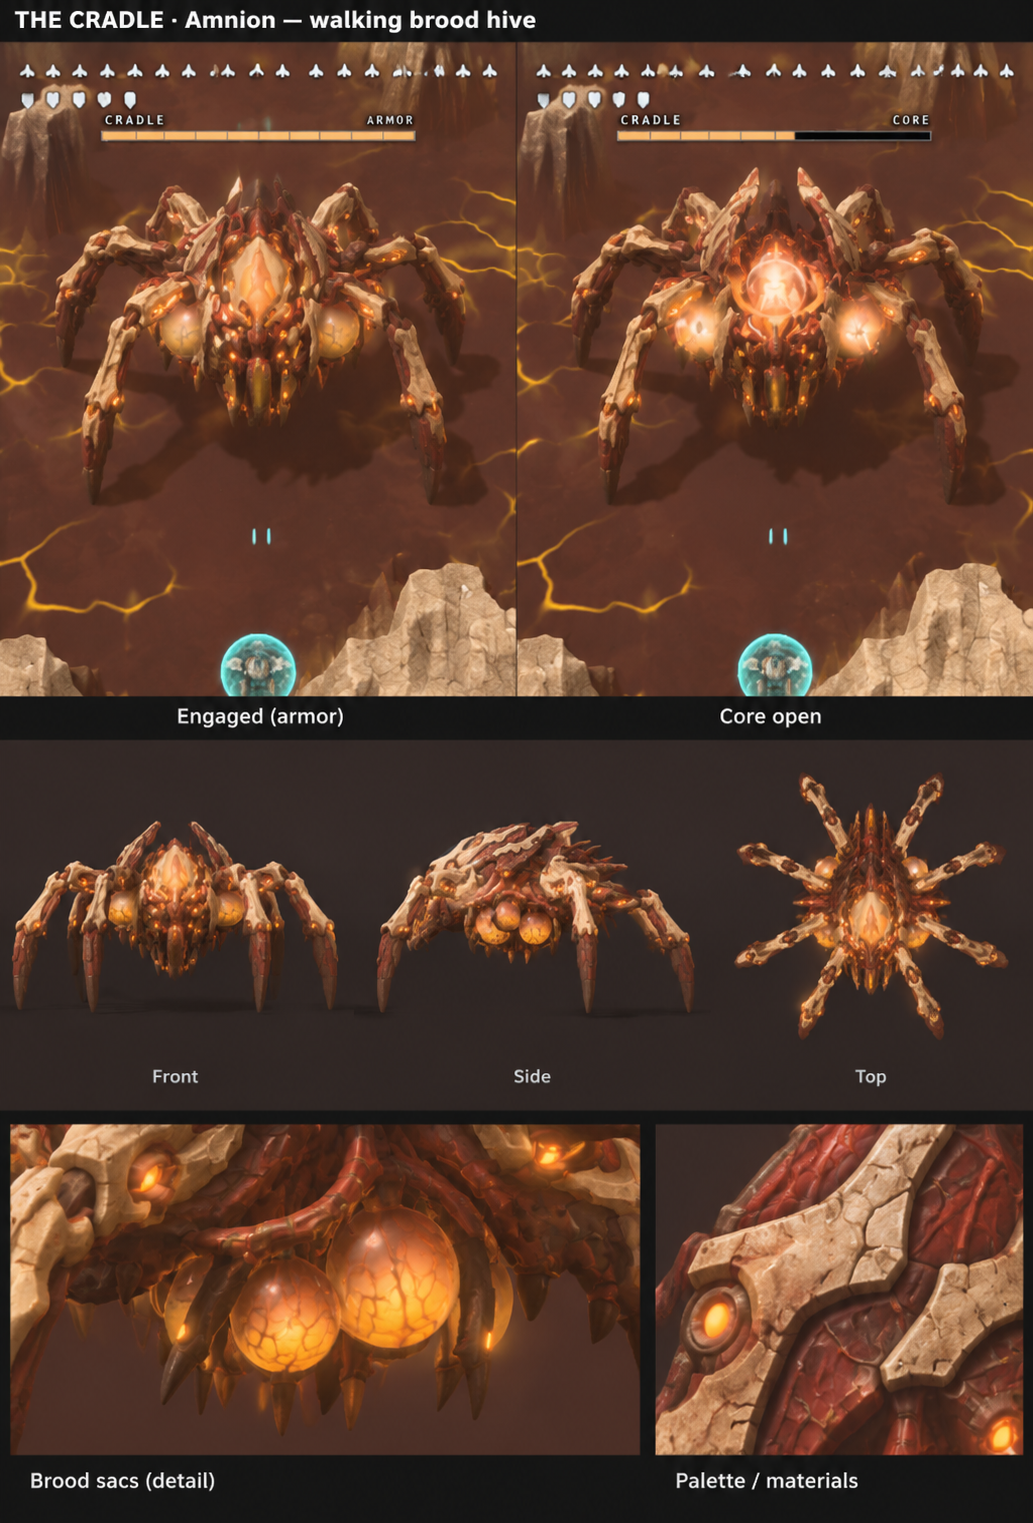 THE CRADLE · Amnion — walking brood hive
CRADLE ARMOR
CRADLE CORE
Engaged (armor)
Core open
Front
Side
Top
Brood sacs (detail)
Palette / materials